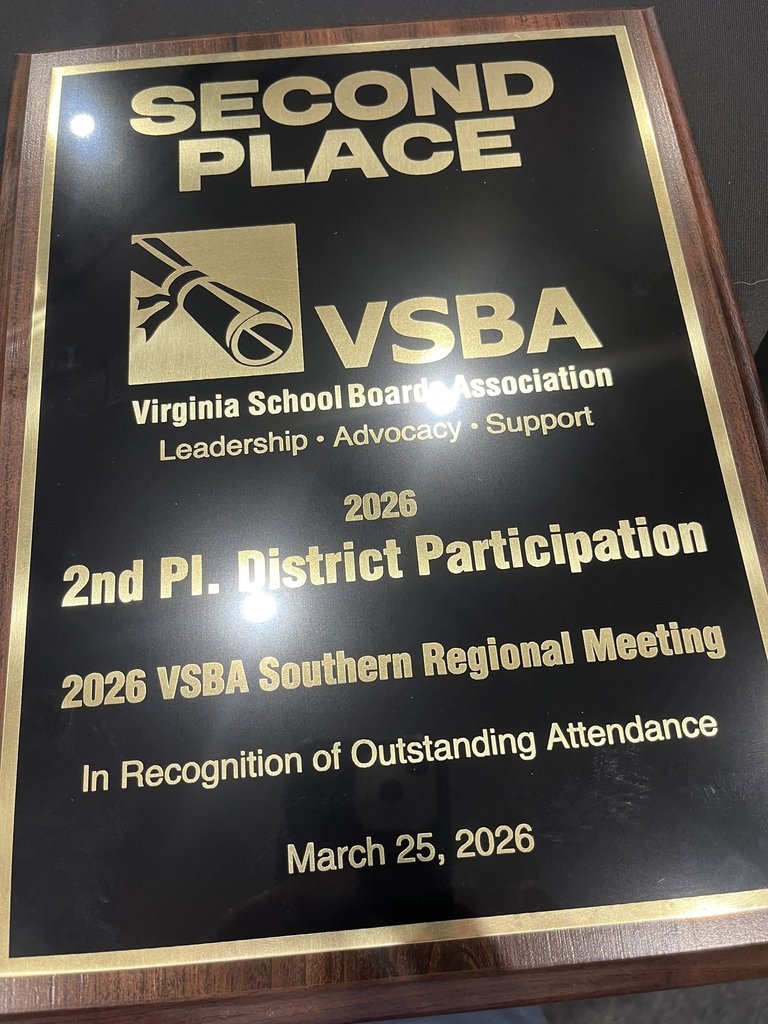 SECOND
PLACE
VSBA
Virginia School Boards Association
Leadership • Advocacy • Support
2026
2nd Pl. District Participation
2026 VSBA Southern Regional Meeting
In Recognition of Outstanding Attendance
March 25, 2026